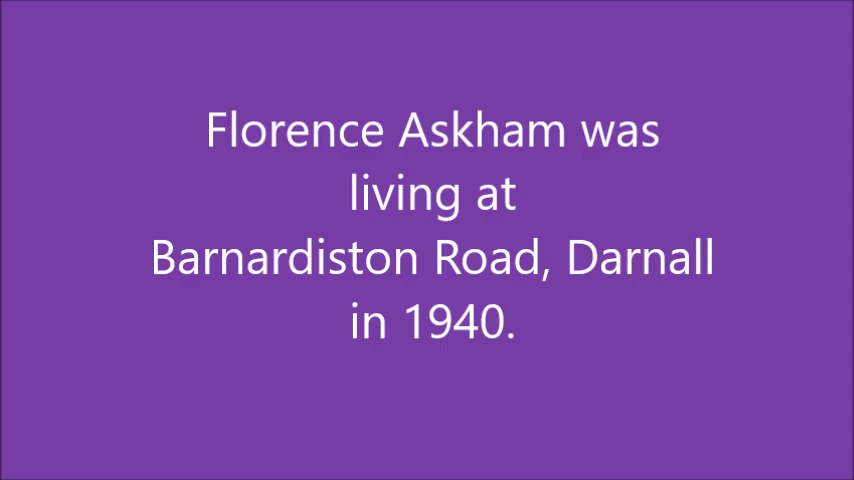 Florence Askham was
living at
Barnardiston Road, Darnall
in 1940.